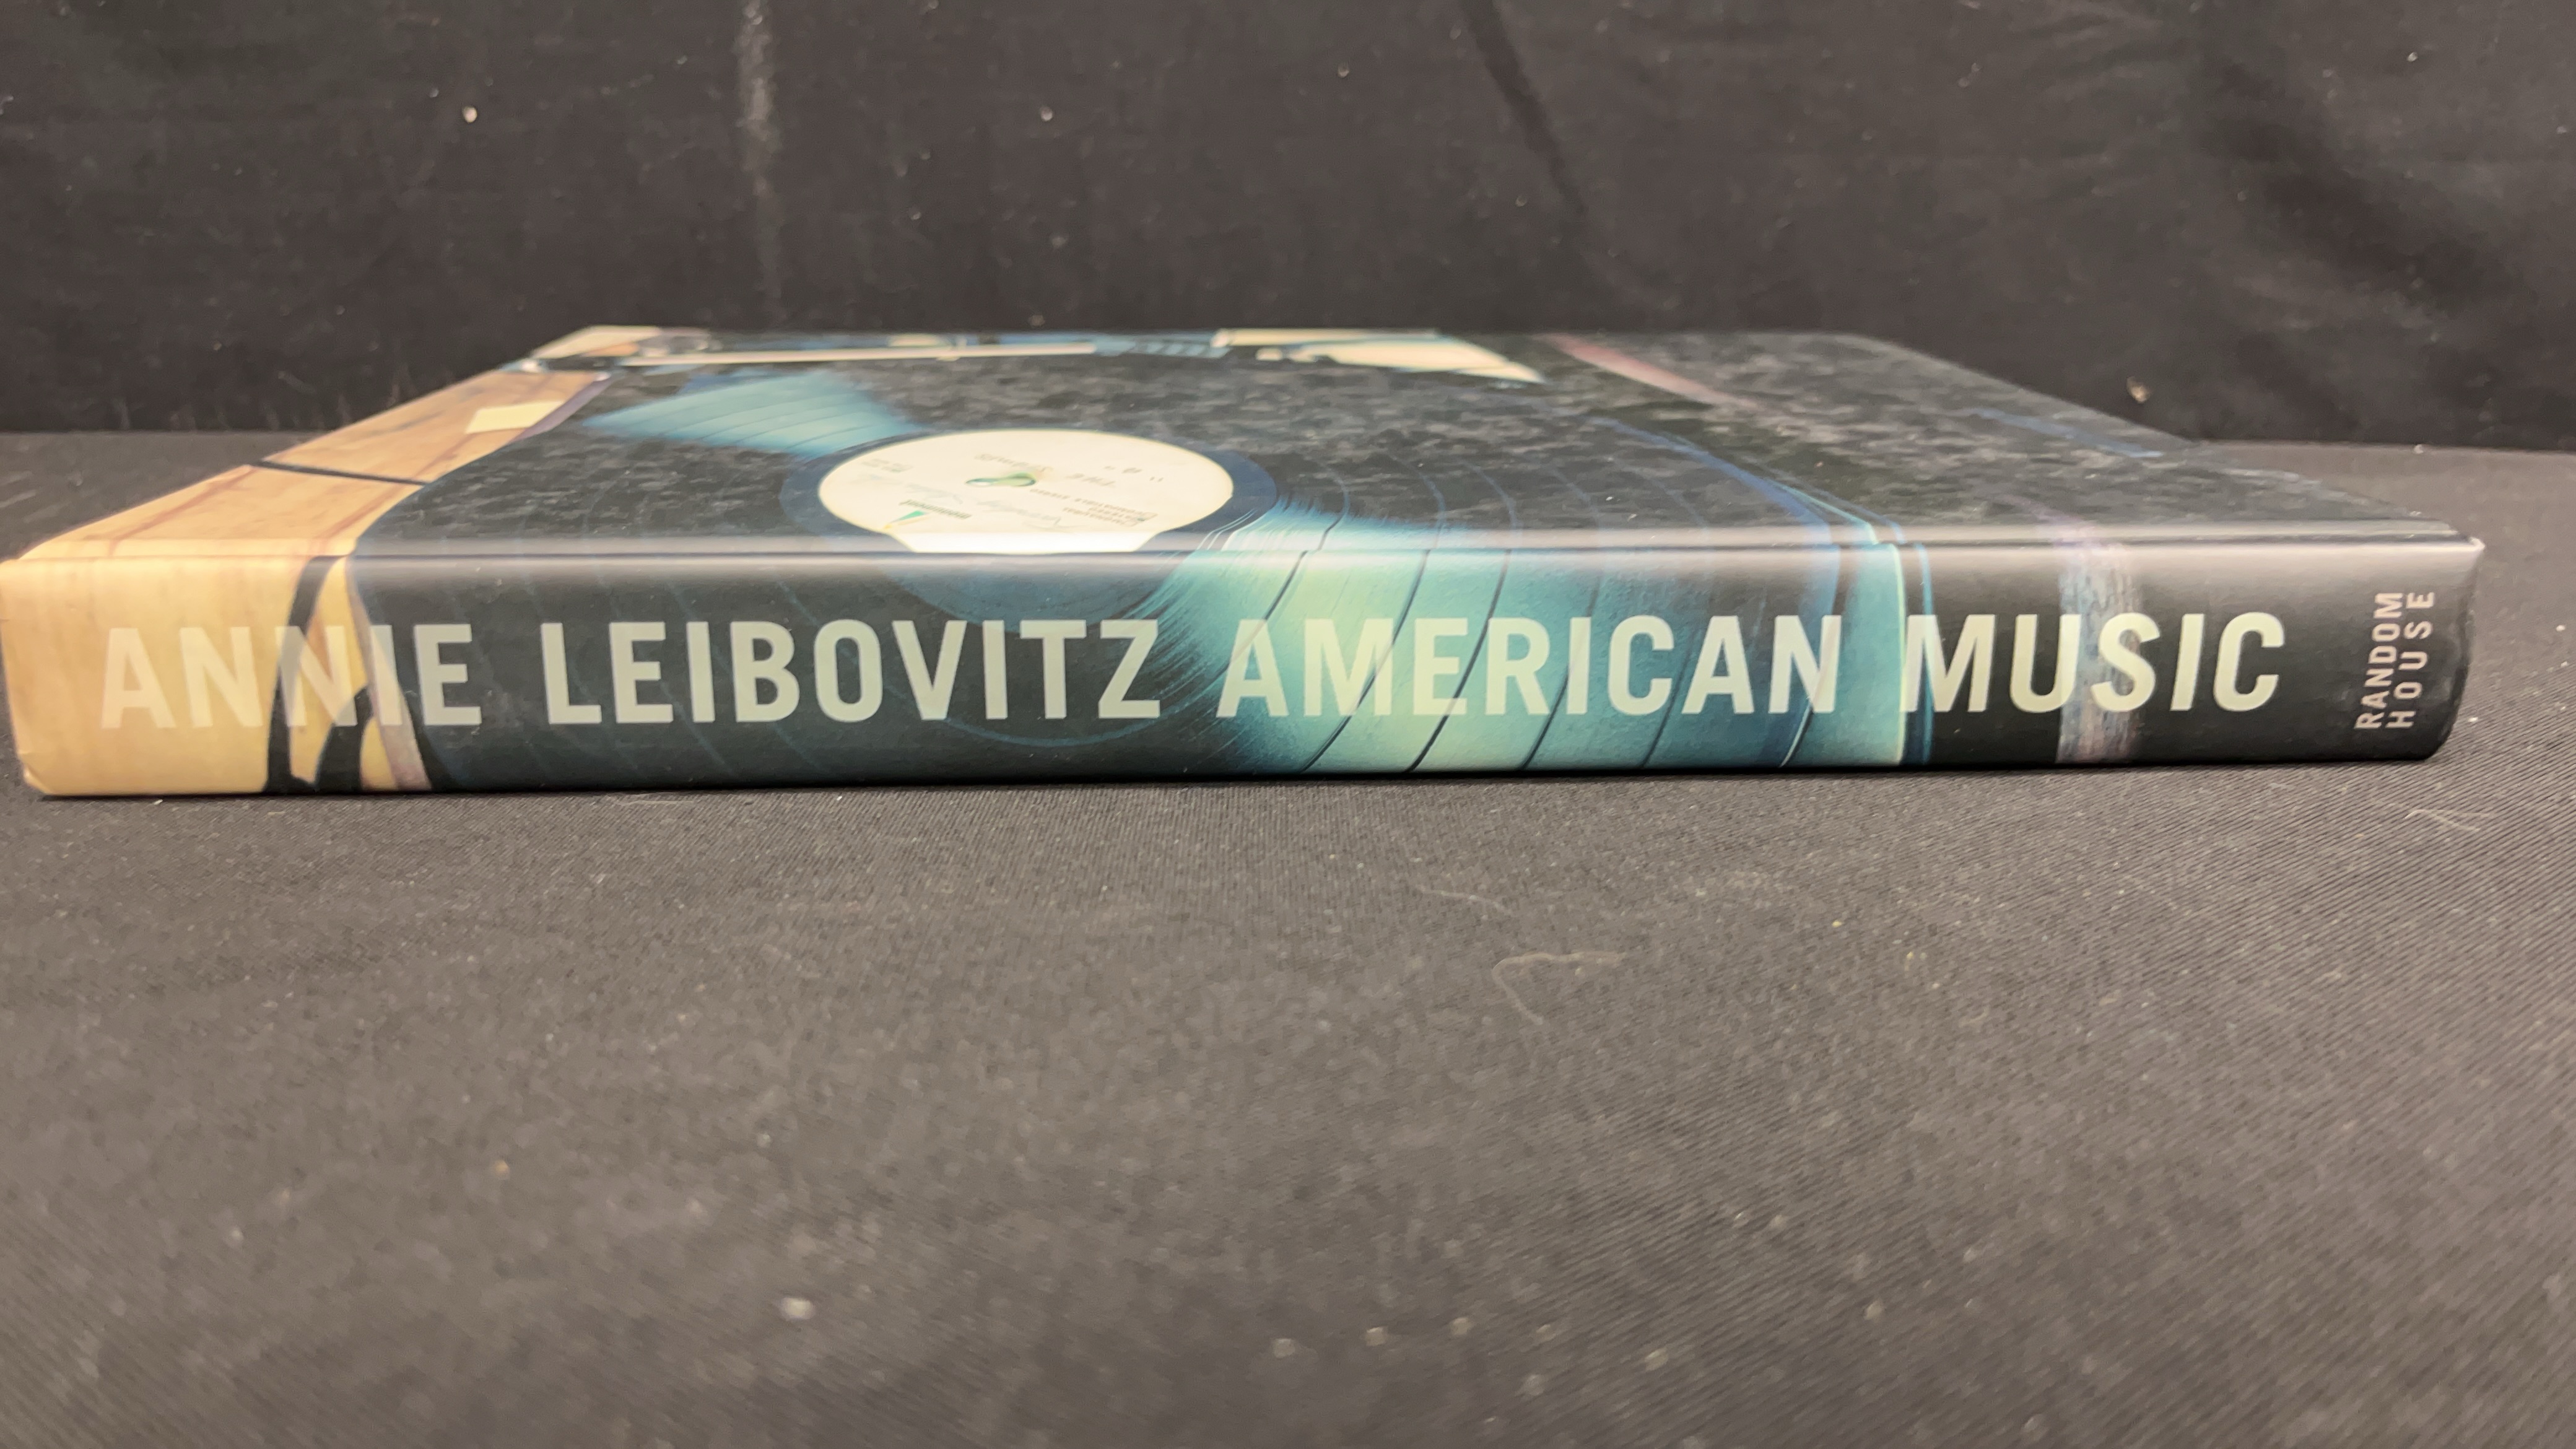 ANNIE LEIBOVITZ AMERICAN MUSIC
RANDOM
HOUSE